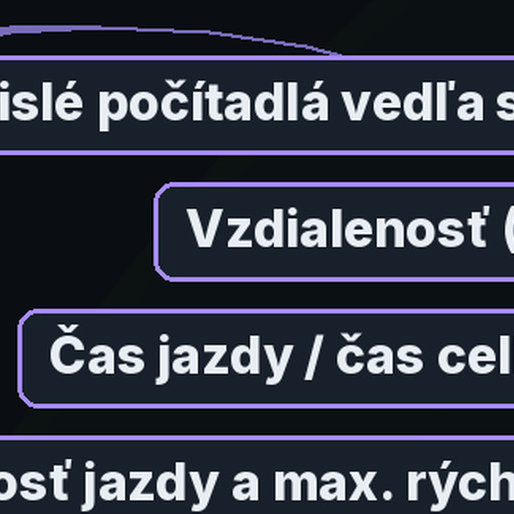 islé počítadlá vedľa s
Vzdialenosť (
Čas jazdy / čas cel
osť jazdy a max. rých